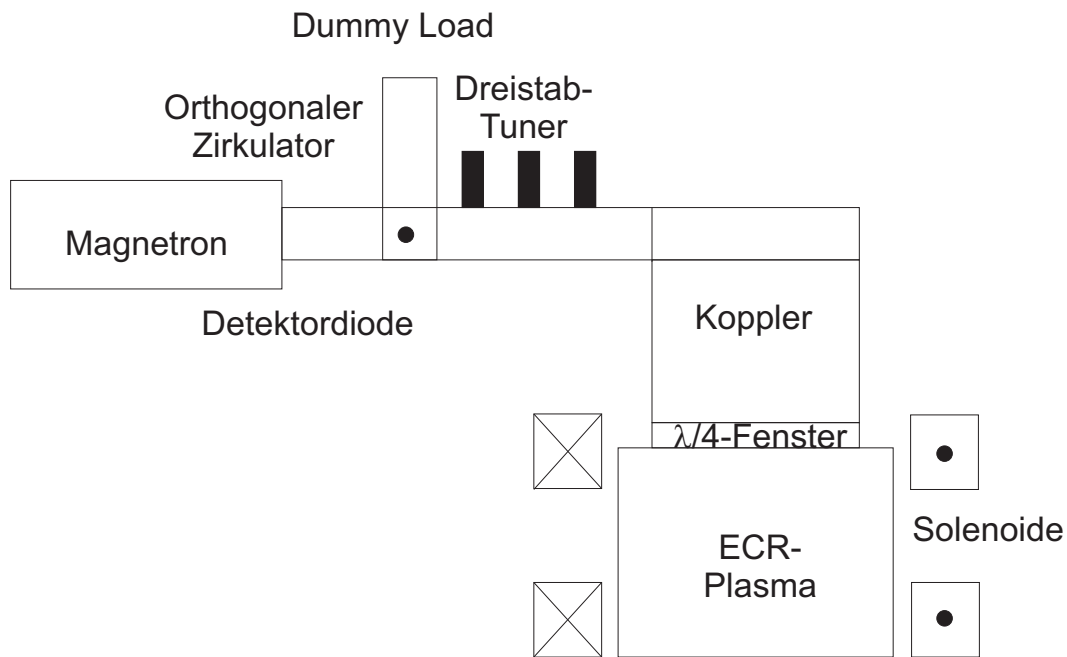 Dummy Load
Orthogonaler
Zirkulator
Dreistab-
Tuner
Magnetron
Detektordiode
Koppler
λ/4-Fenster
Solenoide
ECR-
Plasma